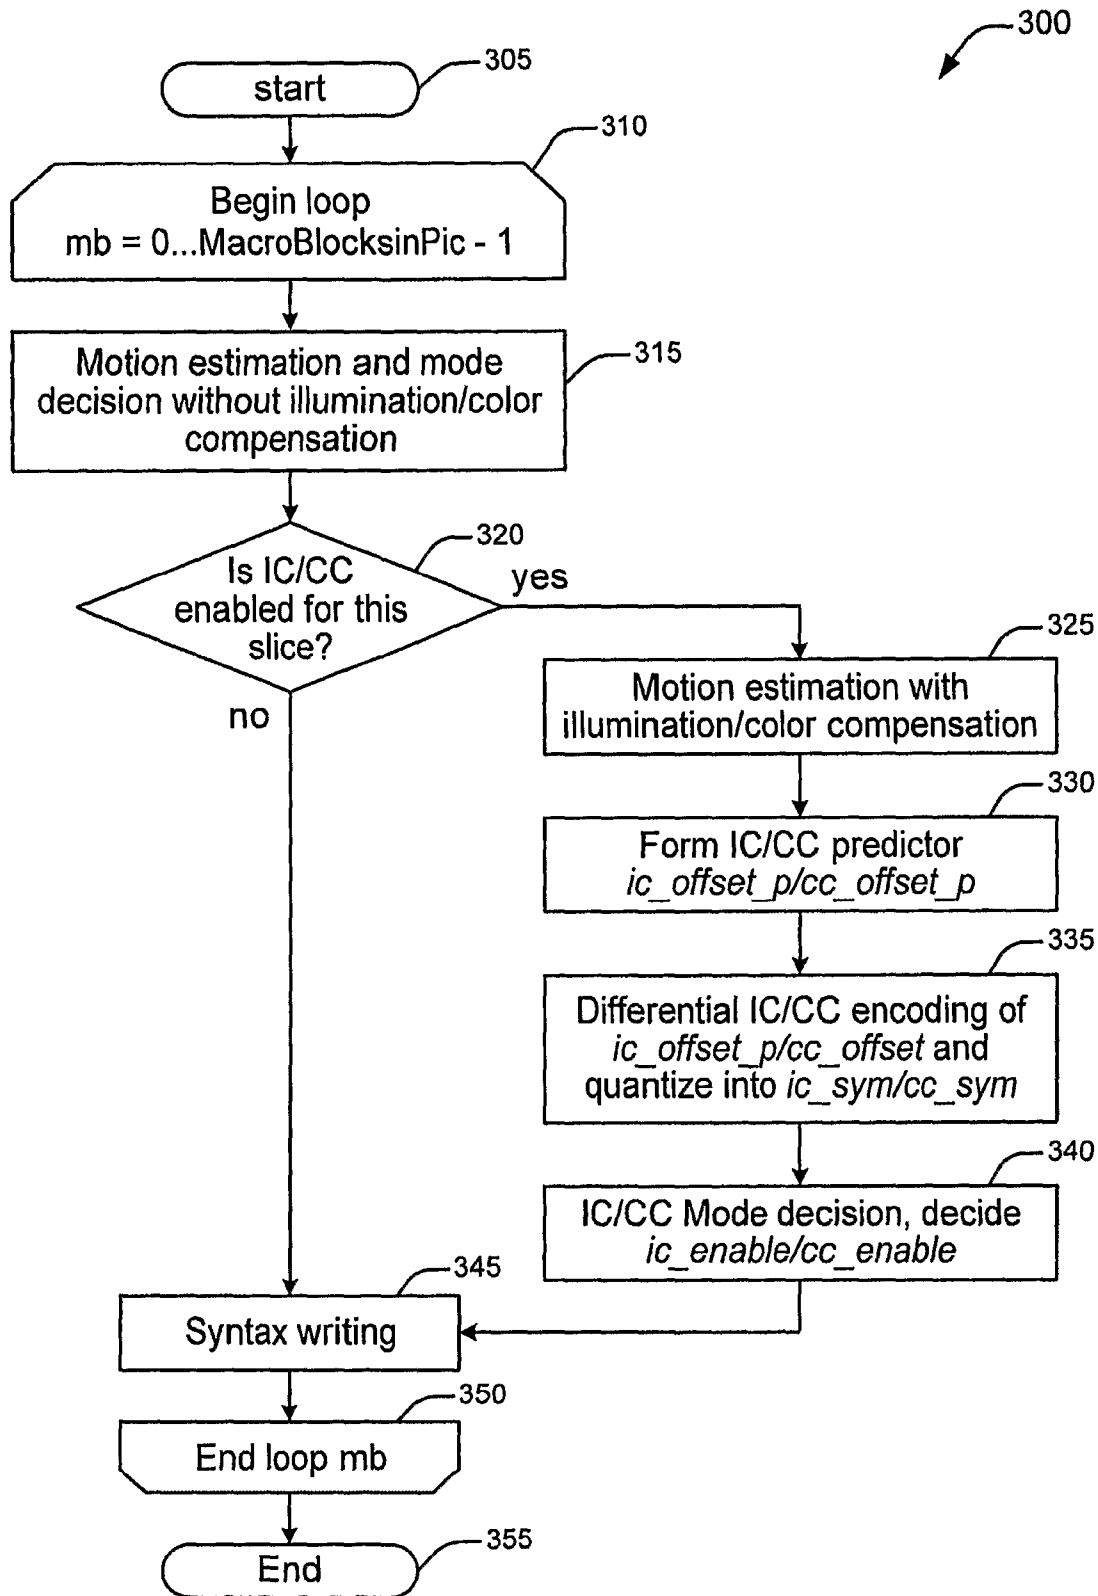 300
start
305
310
Begin loop
mb = 0...MacroBlocksinPic - 1
315
Motion estimation and mode
decision without illumination/color
compensation
320
Is IC/CC
enabled for this
slice?
yes
no
325
Motion estimation with
illumination/color compensation
330
Form IC/CC predictor
ic_offset_p/cc_offset_p
335
Differential IC/CC encoding of
ic_offset_p/cc_offset and
quantize into ic_sym/cc_sym
340
IC/CC Mode decision, decide
ic_enable/cc_enable
345
Syntax writing
350
End loop mb
355
End